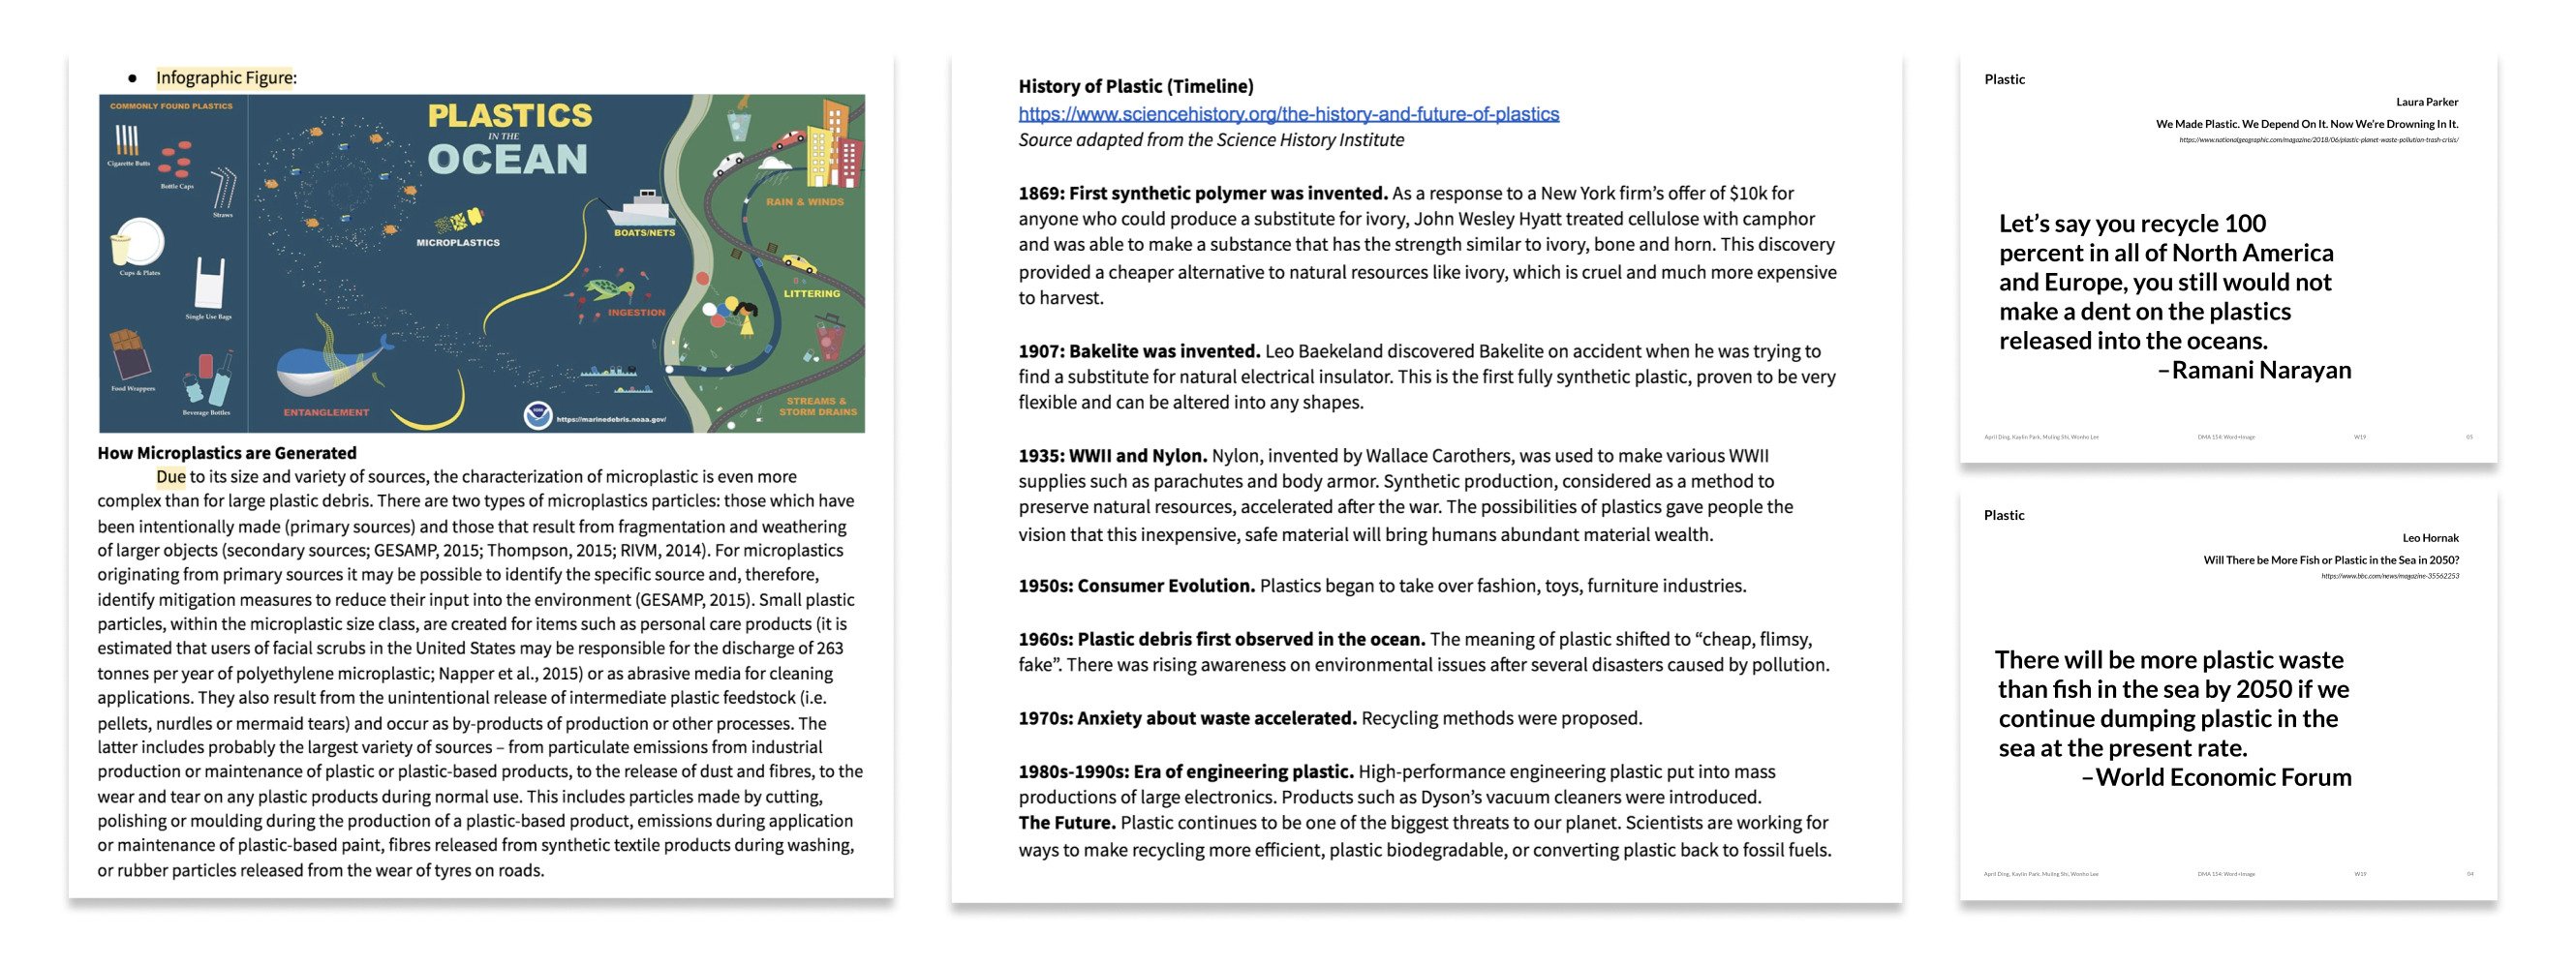 Infographic Figure:
COMMONLY FOUND PLASTICS
Cigarette Butts
Bottle Caps
Straws
Cups & Plates
Single Use Bags
Food Wrappers
Beverage Bottles
PLASTICS
IN THE
OCEAN
MICROPLASTICS
BOATS/NETS
INGESTION
ENTANGLEMENT
https://marinedebris.noaa.gov/
RAIN & WINDS
LITTERING
STREAMS &
STORM DRAINS
How Microplastics are Generated
Due to its size and variety of sources, the characterization of microplastic is even more
complex than for large plastic debris. There are two types of microplastics particles: those which have
been intentionally made (primary sources) and those that result from fragmentation and weathering
of larger objects (secondary sources; GESAMP, 2015; Thompson, 2015; RIVM, 2014). For microplastics
originating from primary sources it may be possible to identify the specific source and, therefore,
identify mitigation measures to reduce their input into the environment (GESAMP, 2015). Small plastic
particles, within the microplastic size class, are created for items such as personal care products (it is
estimated that users of facial scrubs in the United States may be responsible for the discharge of 263
tonnes per year of polyethylene microplastic; Napper et al., 2015) or as abrasive media for cleaning
applications. They also result from the unintentional release of intermediate plastic feedstock (i.e.
pellets, nurdles or mermaid tears) and occur as by-products of production or other processes. The
latter includes probably the largest variety of sources – from particulate emissions from industrial
production or maintenance of plastic or plastic-based products, to the release of dust and fibres, to the
wear and tear on any plastic products during normal use. This includes particles made by cutting,
polishing or moulding during the production of a plastic-based product, emissions during application
or maintenance of plastic-based paint, fibres released from synthetic textile products during washing,
or rubber particles released from the wear of tyres on roads.
History of Plastic (Timeline)
https://www.sciencehistory.org/the-history-and-future-of-plastics
Source adapted from the Science History Institute
1869: First synthetic polymer was invented. As a response to a New York firm's offer of $10k for
anyone who could produce a substitute for ivory, John Wesley Hyatt treated cellulose with camphor
and was able to make a substance that has the strength similar to ivory, bone and horn. This discovery
provided a cheaper alternative to natural resources like ivory, which is cruel and much more expensive
to harvest.
1907: Bakelite was invented. Leo Baekeland discovered Bakelite on accident when he was trying to
find a substitute for natural electrical insulator. This is the first fully synthetic plastic, proven to be very
flexible and can be altered into any shapes.
1935: WWII and Nylon. Nylon, invented by Wallace Carothers, was used to make various WWII
supplies such as parachutes and body armor. Synthetic production, considered as a method to
preserve natural resources, accelerated after the war. The possibilities of plastics gave people the
vision that this inexpensive, safe material will bring humans abundant material wealth.
1950s: Consumer Evolution. Plastics began to take over fashion, toys, furniture industries.
1960s: Plastic debris first observed in the ocean. The meaning of plastic shifted to “cheap, flimsy,
fake”. There was rising awareness on environmental issues after several disasters caused by pollution.
1970s: Anxiety about waste accelerated. Recycling methods were proposed.
1980s-1990s: Era of engineering plastic. High-performance engineering plastic put into mass
productions of large electronics. Products such as Dyson's vacuum cleaners were introduced.
The Future. Plastic continues to be one of the biggest threats to our planet. Scientists are working for
ways to make recycling more efficient, plastic biodegradable, or converting plastic back to fossil fuels.
Plastic
Laura Parker
We Made Plastic. We Depend On It. Now We're Drowning In It.
https://www.nationalgeographic.com/magazine/2018/06/plastic-planet-waste-pollution-trash-crisis/
Let's say you recycle 100
percent in all of North America
and Europe, you still would not
make a dent on the plastics
released into the oceans.
–Ramani Narayan
April Ding, Kaylin Park, Muling Shi, Wonho Lee
DMA 154: Word+Image
W19
03
Plastic
Leo Hornak
Will There be More Fish or Plastic in the Sea in 2050?
https://www.bbc.com/news/magazine-35562253
There will be more plastic waste
than fish in the sea by 2050 if we
continue dumping plastic in the
sea at the present rate.
–World Economic Forum
April Ding, Kaylin Park, Muling Shi, Wonho Lee
DMA 154: Word+Image
W19
04